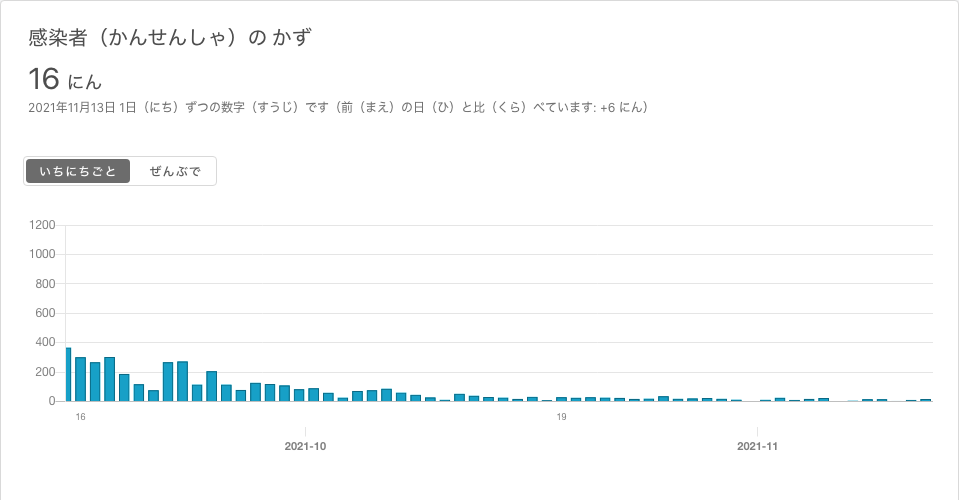 感染者（かんせんしゃ）の かず
16 にん
2021年11月13日 1日（にち）ずつの数字（すうじ）です（前（まえ）の日（ひ）と比（くら）べています: +6 にん）
いちにちごと ぜんぶで
1200
1000
800
600
400
200
0
16 19
2021-10 2021-11